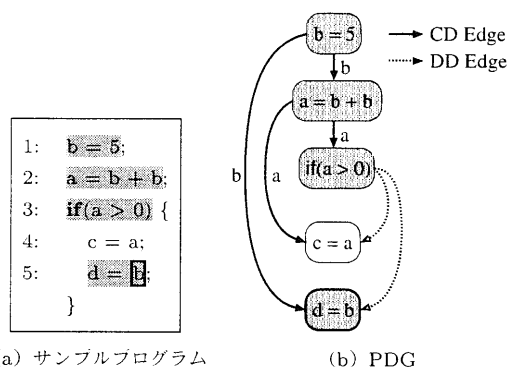 1: b = 5;
2: a = b + b;
3: if(a > 0) {
4: c = a;
5: d = b;
}
a) サンプルプログラム
b = 5
b
a = b + b
a
if(a > 0)
b
a
c = a
d = b
CD Edge
DD Edge
(b) PDG